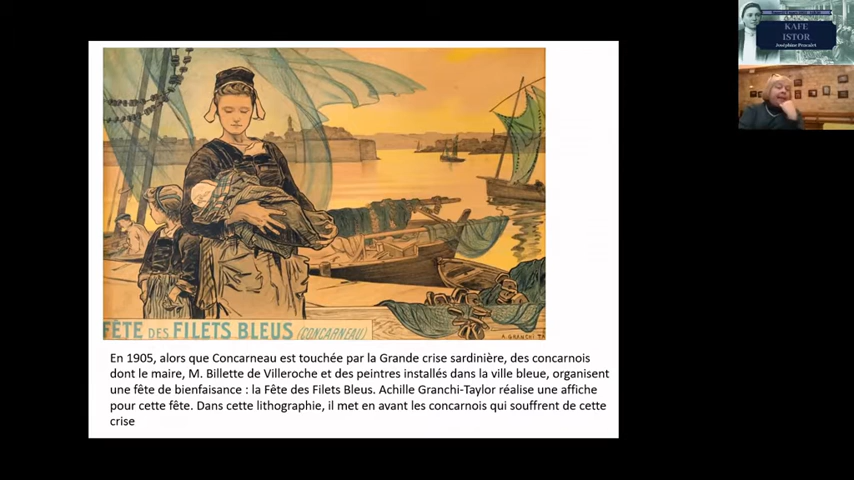 FÊTE DES FILETS BLEUS (CONCARNEAU)
En 1905, alors que Concarneau est touchée par la Grande crise sardinière, des concarnois
dont le maire, M. Billette de Villeroche et des peintres installés dans la ville bleue, organisent
une fête de bienfaisance : la Fête des Filets Bleus. Achille Granchi-Taylor réalise une affiche
pour cette fête. Dans cette lithographie, il met en avant les concarnois qui souffrent de cette
crise
KAFE
ISTOR
Joséphine Pencalet